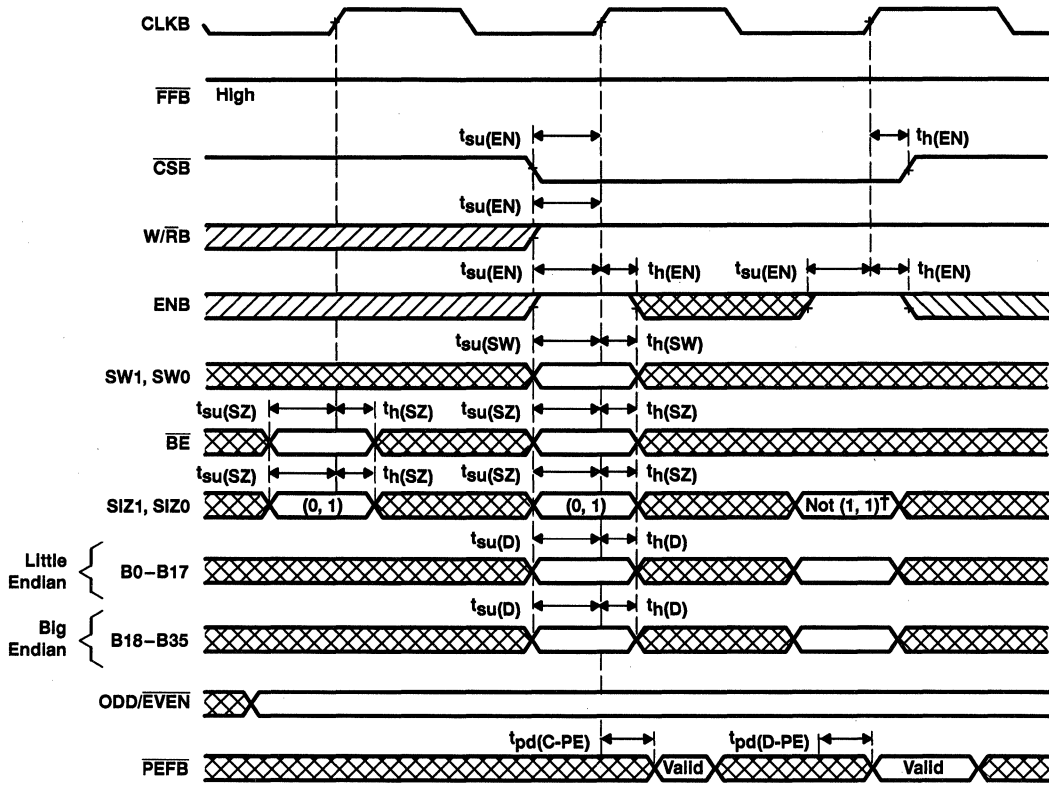 CLKB
FFB High
tsu(EN) th(EN)
CSB
tsu(EN)
W/RB
tsu(EN) th(EN) tsu(EN) th(EN)
ENB
tsu(SW) th(SW)
SW1, SW0
tsu(SZ) th(SZ) tsu(SZ) th(SZ)
BE
tsu(SZ) th(SZ) tsu(SZ) th(SZ)
SIZ1, SIZ0 (0, 1) (0, 1) Not (1, 1)†
tsu(D) th(D)
Little
Endian
B0–B17
tsu(D) th(D)
Big
Endian
B18–B35
ODD/EVEN
tpd(C-PE) tpd(D-PE)
PEFB Valid Valid